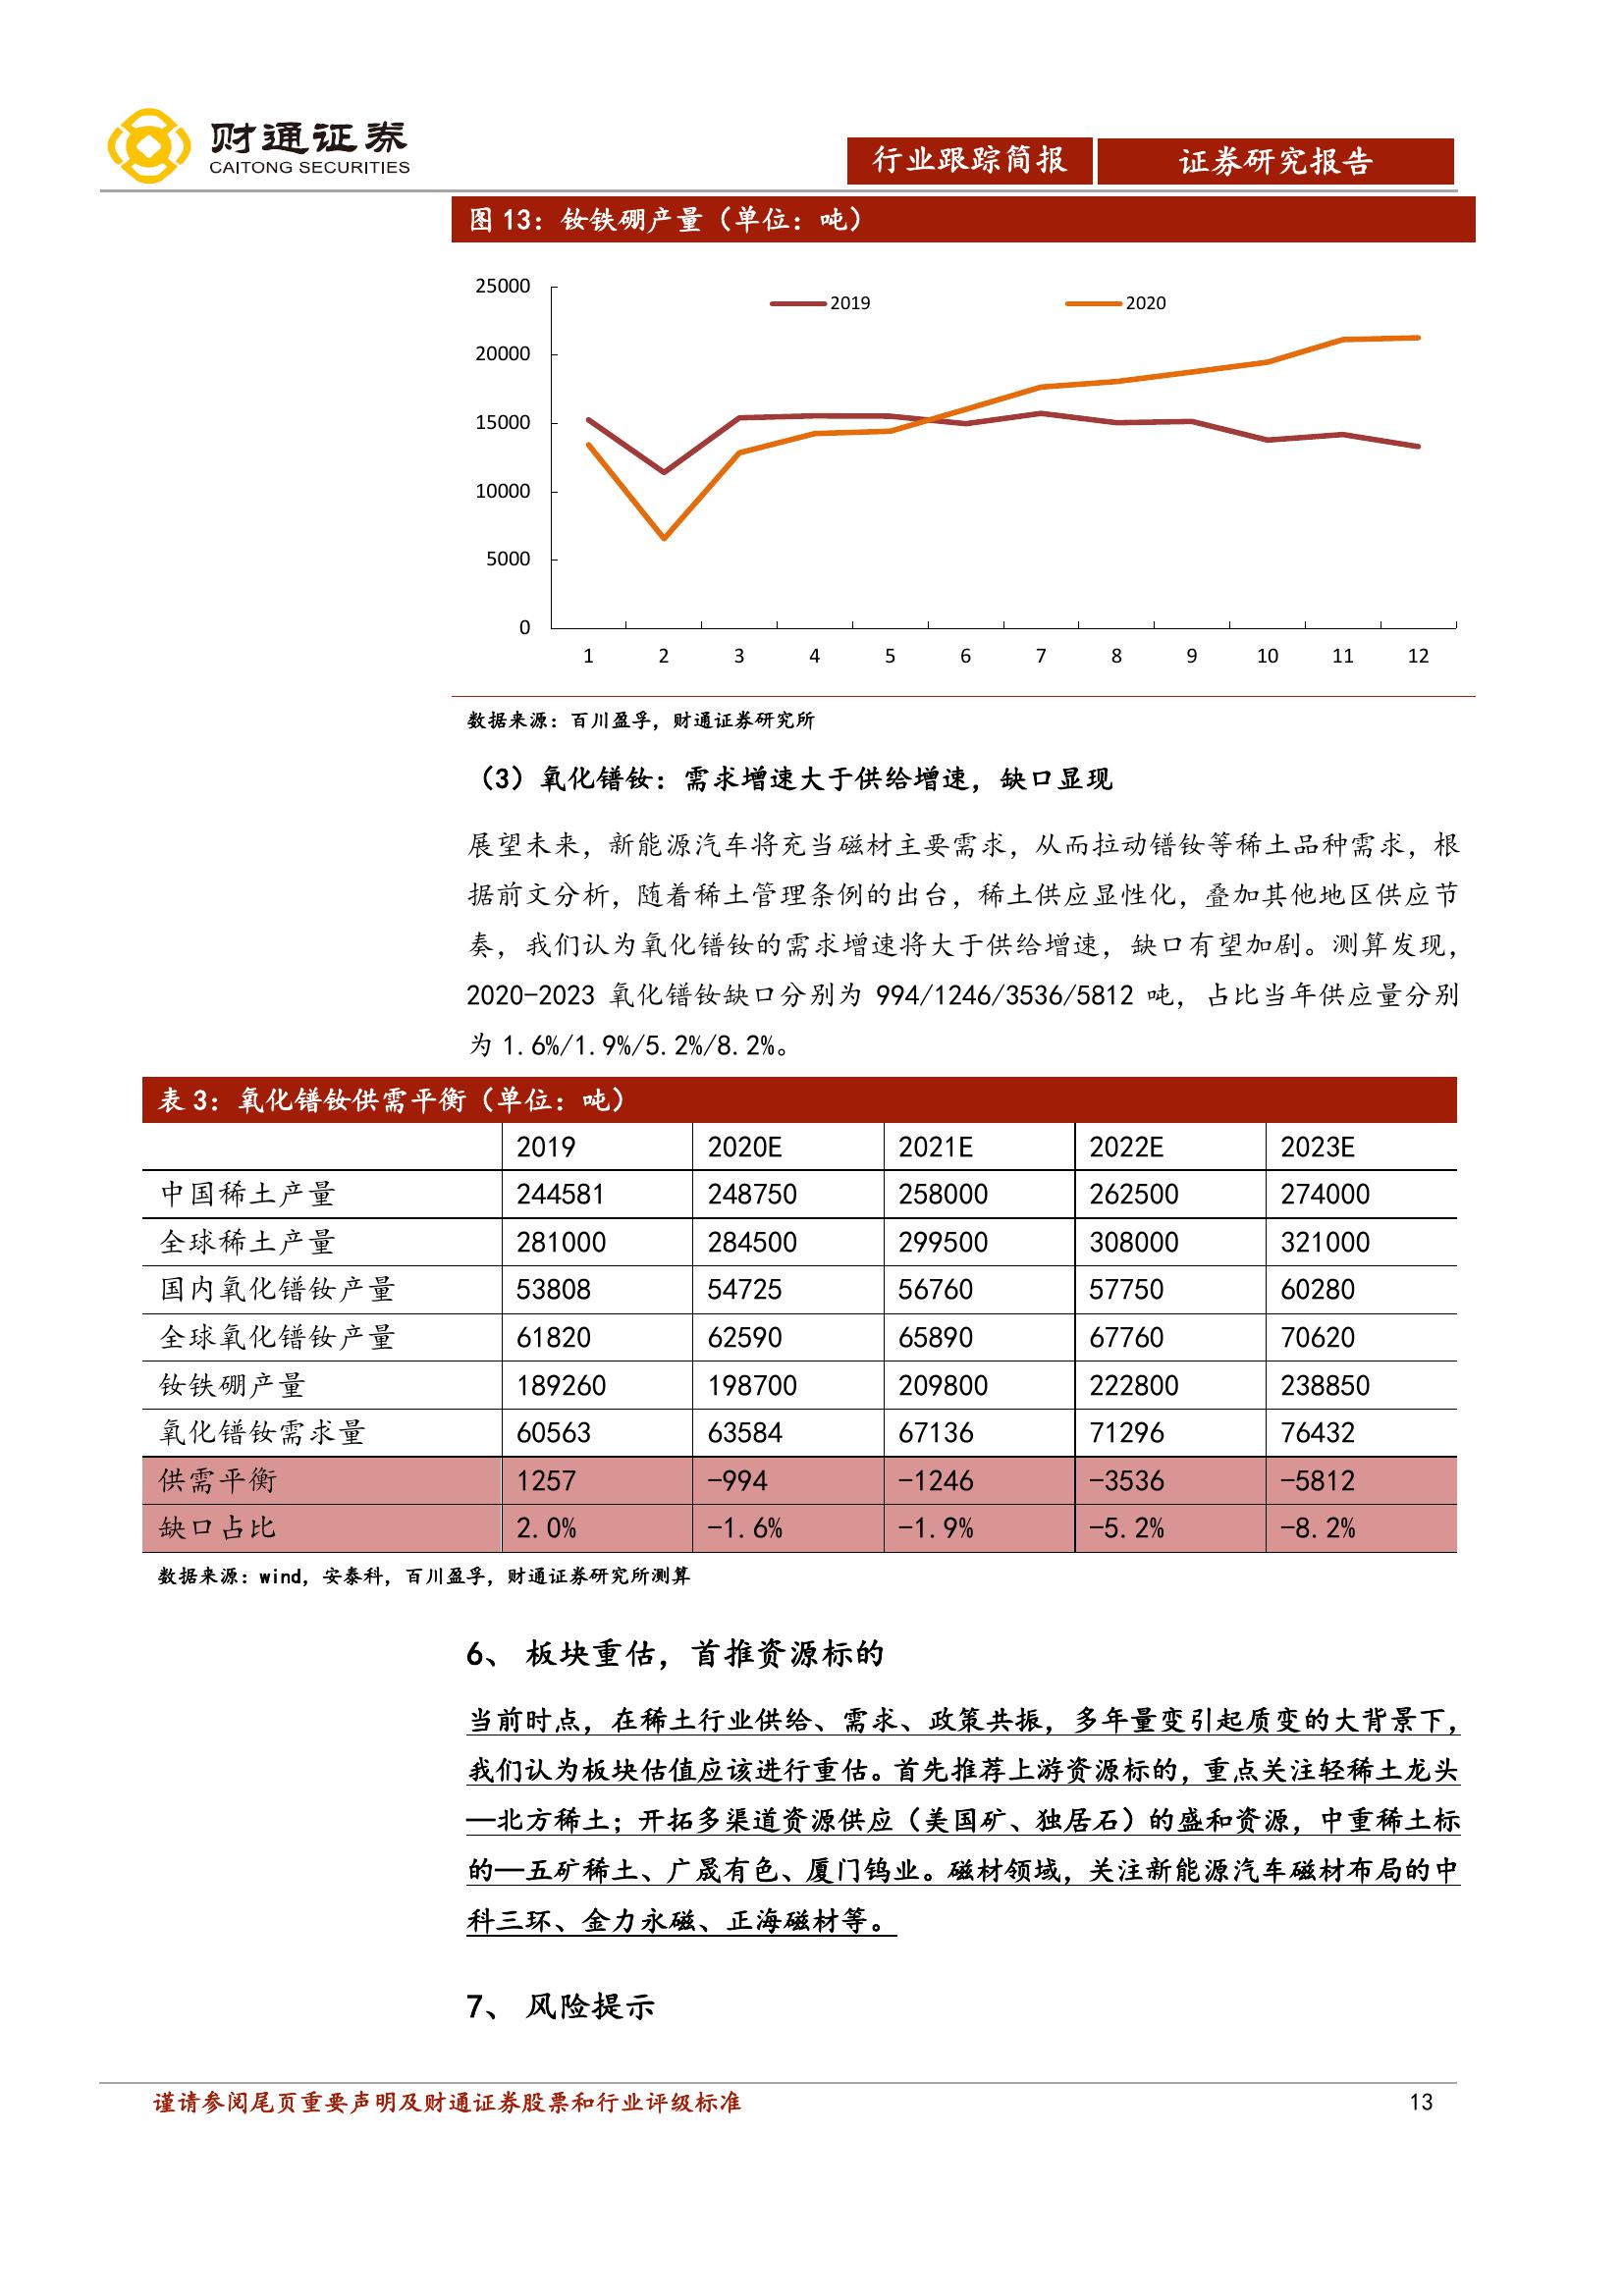 财通证券
CAITONG SECURITIES
行业跟踪简报 证券研究报告
图 13：钕铁硼产量（单位：吨）
25000
20000
15000
10000
5000
0
2019 2020
1 2 3 4 5 6 7 8 9 10 11 12
数据来源：百川盈孚，财通证券研究所
（3）氧化镨钕：需求增速大于供给增速，缺口显现
展望未来，新能源汽车将充当磁材主要需求，从而拉动镨钕等稀土品种需求，根
据前文分析，随着稀土管理条例的出台，稀土供应显性化，叠加其他地区供应节
奏，我们认为氧化镨钕的需求增速将大于供给增速，缺口有望加剧。测算发现，
2020-2023 氧化镨钕缺口分别为 994/1246/3536/5812 吨，占比当年供应量分别
为 1.6%/1.9%/5.2%/8.2%。
表 3：氧化镨钕供需平衡（单位：吨）
2019 2020E 2021E 2022E 2023E
中国稀土产量 244581 248750 258000 262500 274000
全球稀土产量 281000 284500 299500 308000 321000
国内氧化镨钕产量 53808 54725 56760 57750 60280
全球氧化镨钕产量 61820 62590 65890 67760 70620
钕铁硼产量 189260 198700 209800 222800 238850
氧化镨钕需求量 60563 63584 67136 71296 76432
供需平衡 1257 -994 -1246 -3536 -5812
缺口占比 2.0% -1.6% -1.9% -5.2% -8.2%
数据来源：wind，安泰科，百川盈孚，财通证券研究所测算
6、 板块重估，首推资源标的
当前时点，在稀土行业供给、需求、政策共振，多年量变引起质变的大背景下，
我们认为板块估值应该进行重估。首先推荐上游资源标的，重点关注轻稀土龙头
—北方稀土；开拓多渠道资源供应（美国矿、独居石）的盛和资源，中重稀土标
的—五矿稀土、广晟有色、厦门钨业。磁材领域，关注新能源汽车磁材布局的中
科三环、金力永磁、正海磁材等。
7、 风险提示
谨请参阅尾页重要声明及财通证券股票和行业评级标准 13